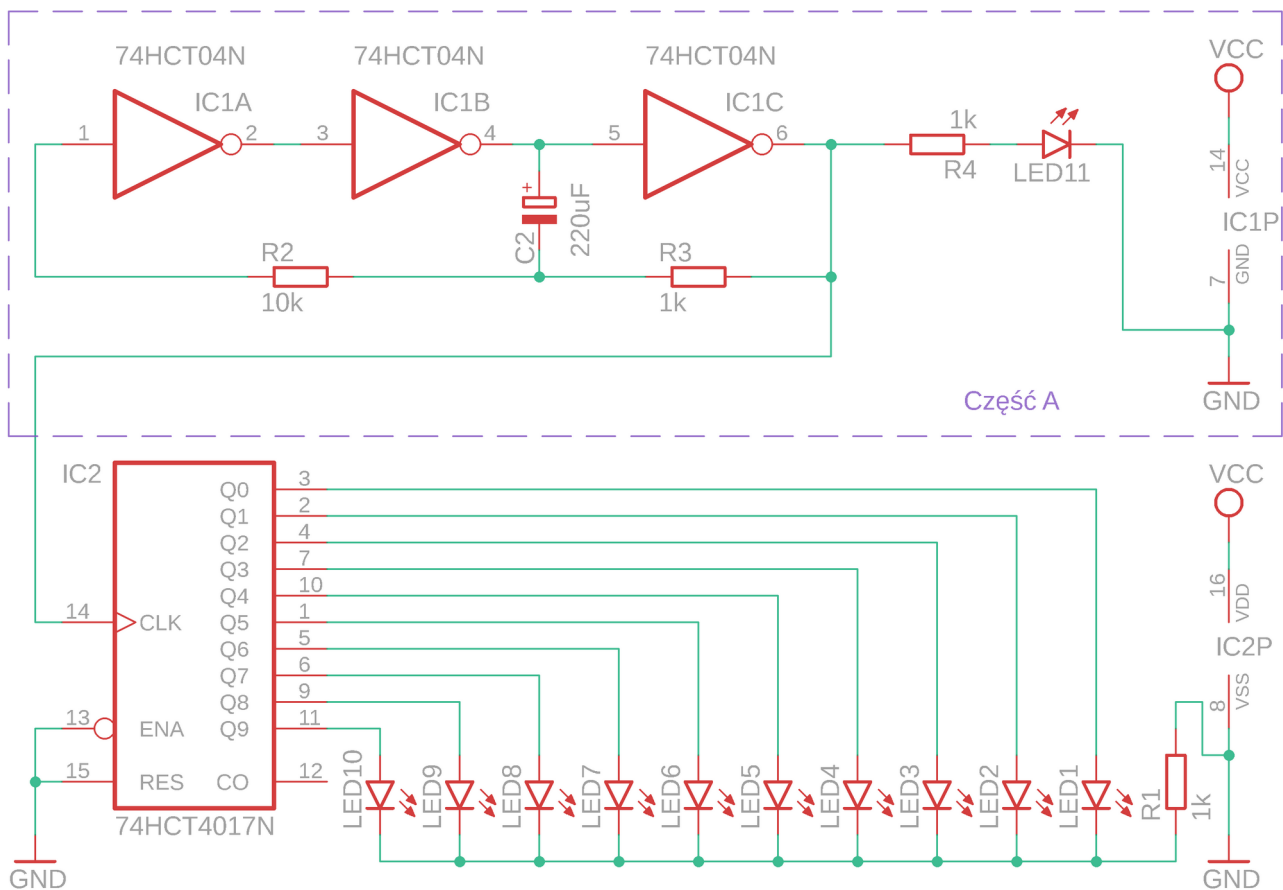 74HCT04N
74HCT04N
74HCT04N
VCC
IC1A
IC1B
IC1C
1
2
3
4
5
6
1k
R4
LED11
14
VCC
IC1P
GND
7
GND
+
C2
220uF
R2
10k
R3
1k
Część A
IC2
74HCT4017N
14
CLK
13
ENA
15
RES
GND
Q0
3
Q1
2
Q2
4
Q3
7
Q4
10
Q5
1
Q6
5
Q7
6
Q8
9
Q9
11
CO
12
LED10
LED9
LED8
LED7
LED6
LED5
LED4
LED3
LED2
LED1
R1
1k
VCC
16
VDD
IC2P
8
VSS
GND